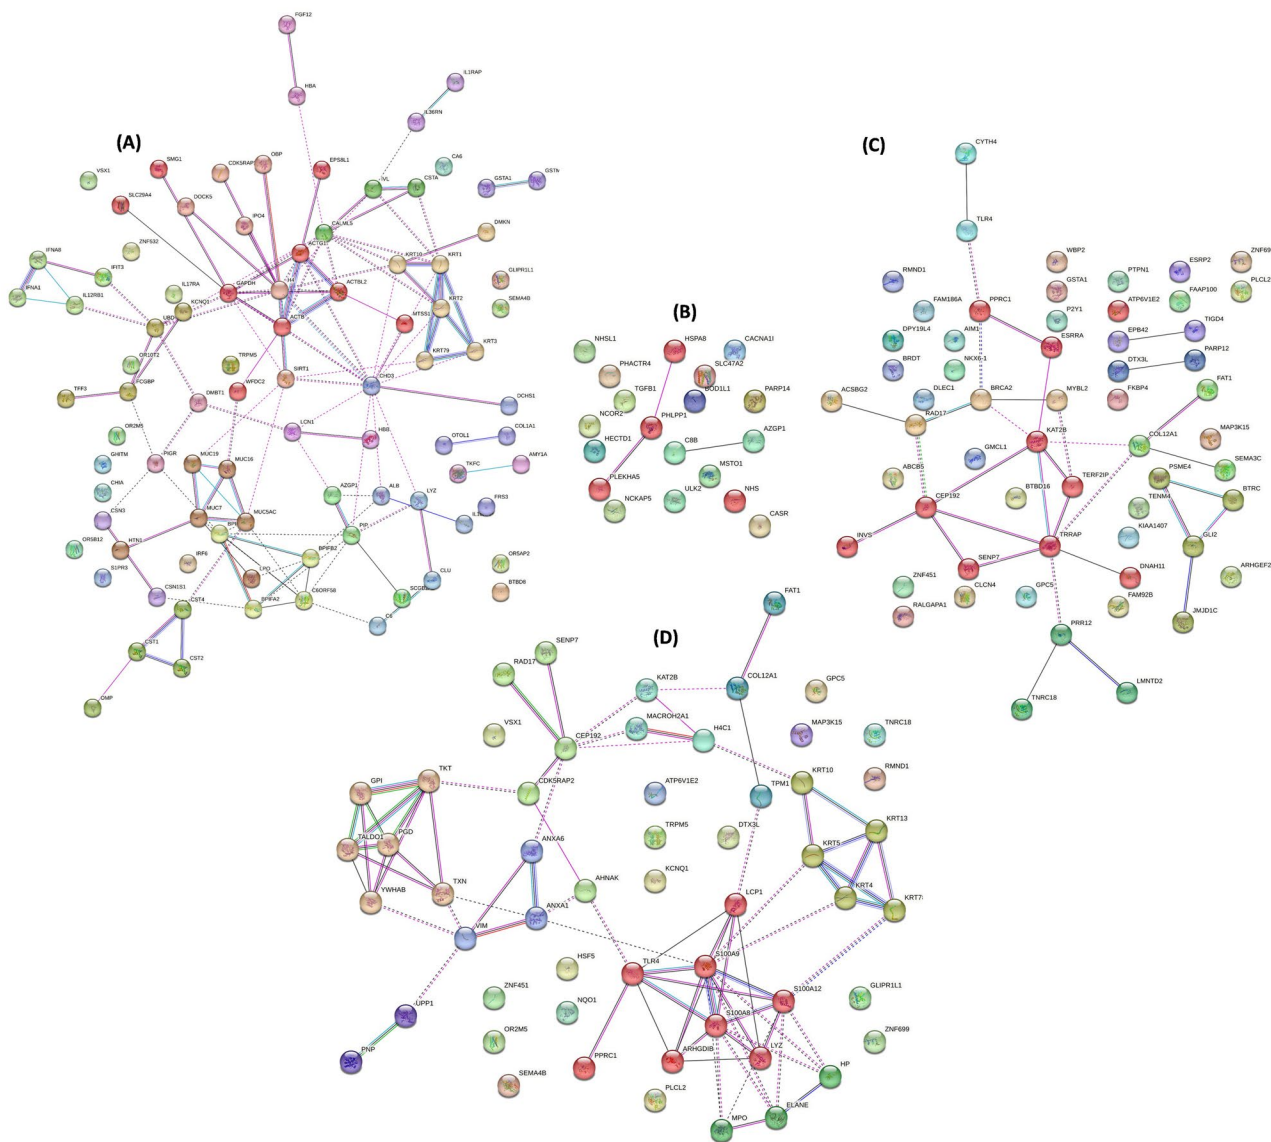 (A)
FGF12
HBA
IL1RAP
IL36RN
VSX1
SMG1
CDK5RAP
OBP
EPS8L1
IVL
CSTA
CA6
GSTA1
GSTN
SLC29A4
DOCK5
IPO4
CALML5
DMKN
ZNF532
IFNA8
IFIT3
IFNA1
IL12RB1
IL17RA
KCNQ1
UBD
GAPDH
H4
ACTG1
ACTBL2
ACTB
KRT10
KRT1
KRT2
KRT79
KRT3
MTSS1
GLIPR1L1
SEMA4B
OR10T2
TRPM5
SIRT1
CHD3
TFF3
FCGBP
WFDC2
DMBT1
DCHS1
LCN1
HBB
OTOL1
COL1A1
OR2M5
GHITM
PIGR
MUC19
MUC16
TKFC
AMY1A
CHIA
AZGP1
ALB
LYZ
FRS3
CSN3
MUC7
MUC5AC
PIP
OR9B12
HTN1
IRF6
BPIFB2
S1PR3
LPO
CLU
OR5AP2
BTBD8
CSN1S1
BPIFA2
C6ORF58
C6
CST4
CST1
CST2
OMP
(B)
NHSL1
HSPA8
CACNA1I
PHACTR4
SLC47A2
TGFB1
BOD1L1
PARP14
NCOR2
PHLPP1
HECTD1
C8B
AZGP1
PLEKHA5
MSTO1
NCKAP5
ULK2
NHS
CASR
(C)
CYTH4
TLR4
WBP2
ZNF69
RMND1
PTPN1
ESRP2
GSTA1
PLCL2
FAM186A
PPRC1
ATP6V1E2
FAAP100
P2Y1
TIGD4
DPY19L4
AIM1
ESRRA
EPB42
BRDT
NKX6-1
DTX3L
PARP12
ACSBG2
DLEC1
BRCA2
MYBL2
FKBP4
FAT1
RAD17
KAT2B
COL12A1
MAP3K15
GMCL1
SEMA3C
ABCB5
TERF2IP
PSME4
BTBD16
BTRC
CEP192
TENM4
KIAA1407
INVS
TRRAP
GLI2
SENP7
DNAH11
ARHGEF2
ZNF451
CLCN4
GPC5
FAM92B
RALGAPA1
JMJD1C
PRR12
TNRC18
LMNTD2
(D)
FAT1
SENP7
RAD17
KAT2B
COL12A1
GPC5
VSX1
MACROH2A1
H4C1
MAP3K15
TNRC18
CEP192
GPI
TKT
CDK5RAP2
ATP6V1E2
TPM1
KRT10
RMND1
TALDO1
PGD
ANXA6
TRPM5
DTX3L
KRT13
KRT5
YWHAB
TXN
AHNAK
KCNQ1
KRT4
ANXA1
LCP1
VIM
HSF5
TLR4
S100A9
ZNF451
S100A12
GLIPR1L1
UPP1
NQO1
S100A8
OR2M5
ZNF699
PNP
PPRC1
ARHGDIB
LYZ
HP
SEMA4B
PLCL2
ELANE
MPO